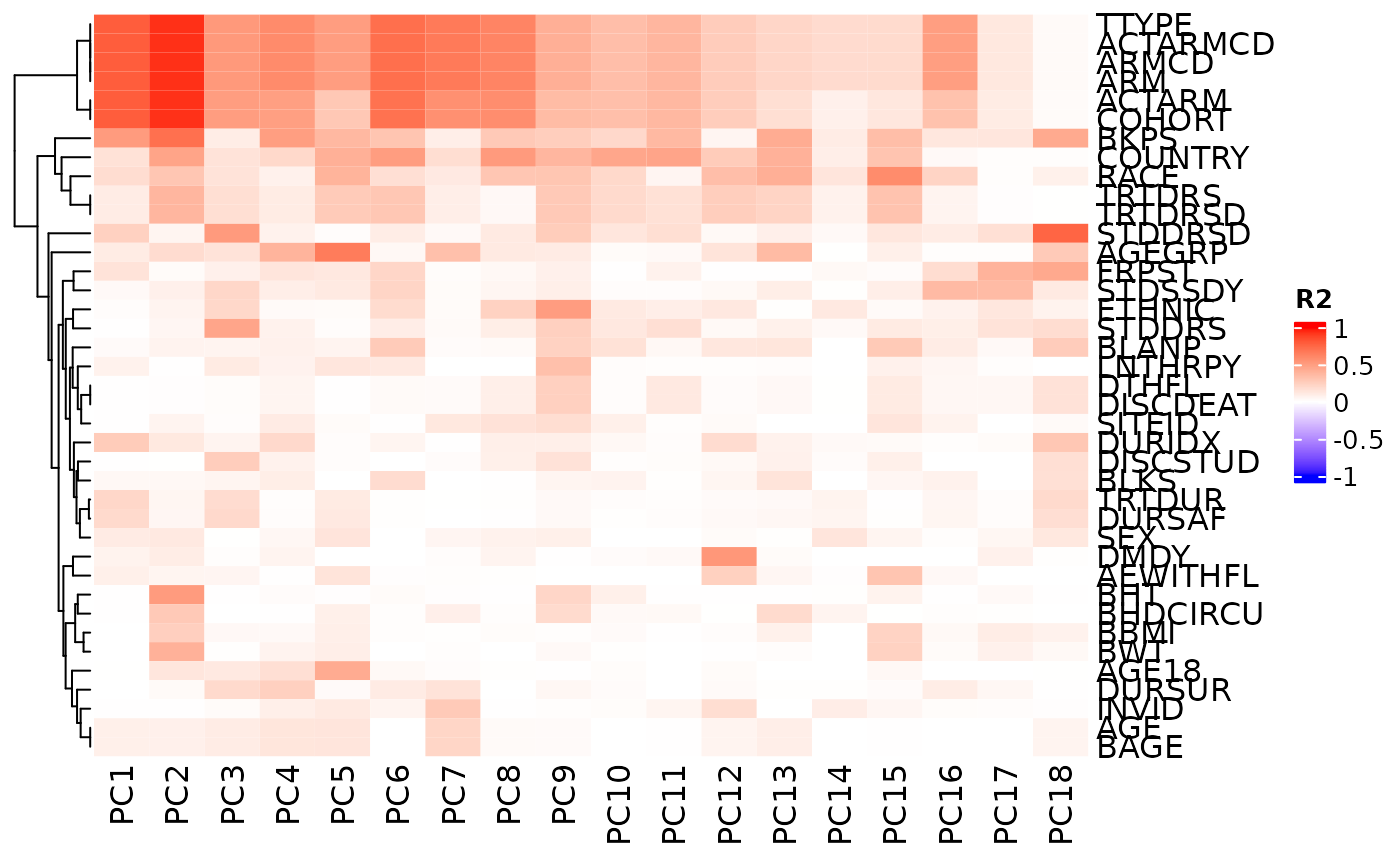 TTYPE
ACTARMCD
ARMCD
ARM
ACTARM
COHORT
BKPS
COUNTRY
RACE
TRTDRS
TRTDRSD
STDDRSD
AGEGRP
ERPST
STDSSDY
ETHNIC
STDDRS
BLANP
LNTHRPY
DTHFL
DISCDEAT
SITEID
DURIDX
DISCSTUD
BLKS
TRTDUR
DURSAF
SEX
DMDY
AEWITHFL
BHT
BHDCIRCU
BBMI
BWT
AGE18
DURSUR
INVID
AGE
BAGE
PC1 PC2 PC3 PC4 PC5 PC6 PC7 PC8 PC9 PC10 PC11 PC12 PC13 PC14 PC15 PC16 PC17 PC18
R2
1
0.5
0
-0.5
-1